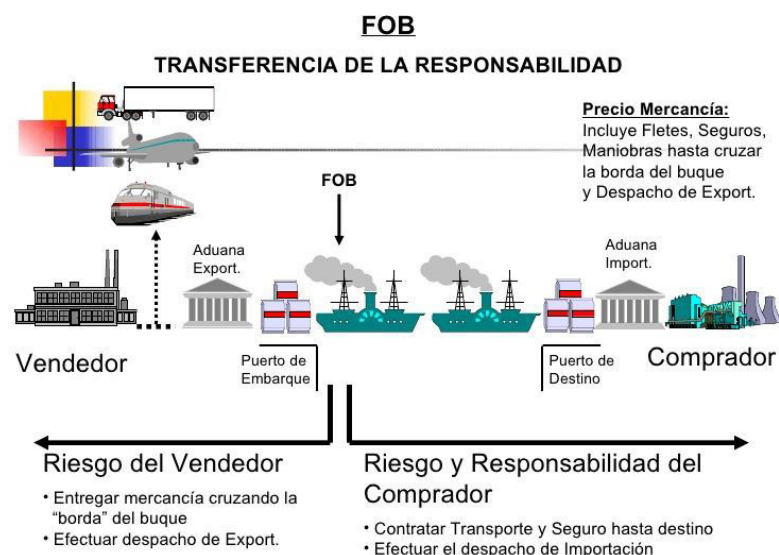 FOB
TRANSFERENCIA DE LA RESPONSABILIDAD
Precio Mercancía:
Incluye Fletes, Seguros,
Maniobras hasta cruzar
la borda del buque
y Despacho de Export.
FOB
Aduana
Export.
Aduana
Import.
Vendedor
Puerto de
Embarque
Puerto de
Destino
Comprador
Riesgo del Vendedor
• Entregar mercancía cruzando la
“borda” del buque
• Efectuar despacho de Export.
Riesgo y Responsabilidad del
Comprador
• Contratar Transporte y Seguro hasta destino
• Efectuar el despacho de Importación